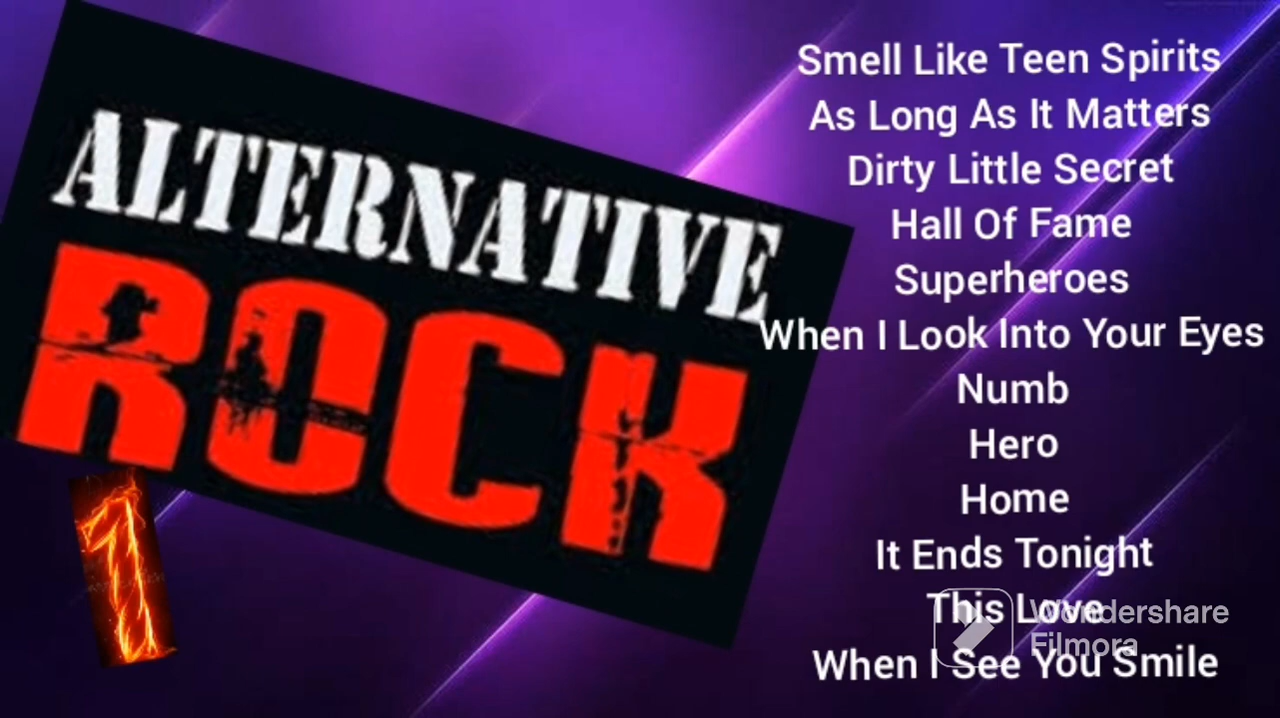 ALTERNATIVE
ROCK
1
Smell Like Teen Spirits
As Long As It Matters
Dirty Little Secret
Hall Of Fame
Superheroes
When I Look Into Your Eyes
Numb
Hero
Home
It Ends Tonight
This Love
When I See You Smile
Wondershare
Filmora